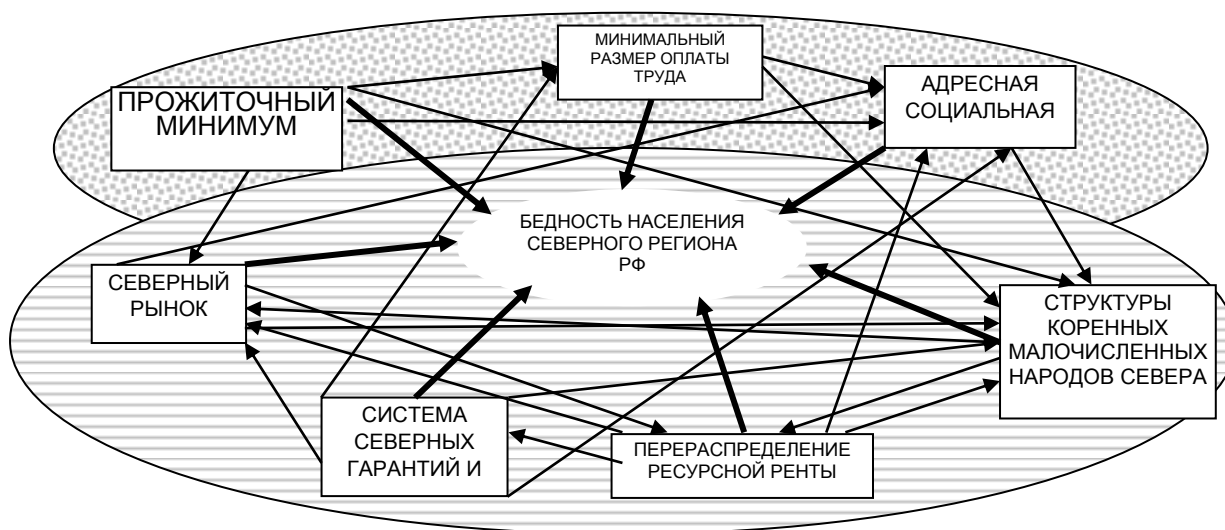 МИНИМАЛЬНЫЙ
РАЗМЕР ОПЛАТЫ
ТРУДА
ПРОЖИТОЧНЫЙ
МИНИМУМ
АДРЕСНАЯ
СОЦИАЛЬНАЯ
БЕДНОСТЬ НАСЕЛЕНИЯ
СЕВЕРНОГО РЕГИОНА
РФ
СЕВЕРНЫЙ
РЫНОК
СТРУКТУРЫ
КОРЕННЫХ
МАЛОЧИСЛЕННЫХ
НАРОДОВ СЕВЕРА
СИСТЕМА
СЕВЕРНЫХ
ГАРАНТИЙ И
ПЕРЕРАСПРЕДЕЛЕНИЕ
РЕСУРСНОЙ РЕНТЫ